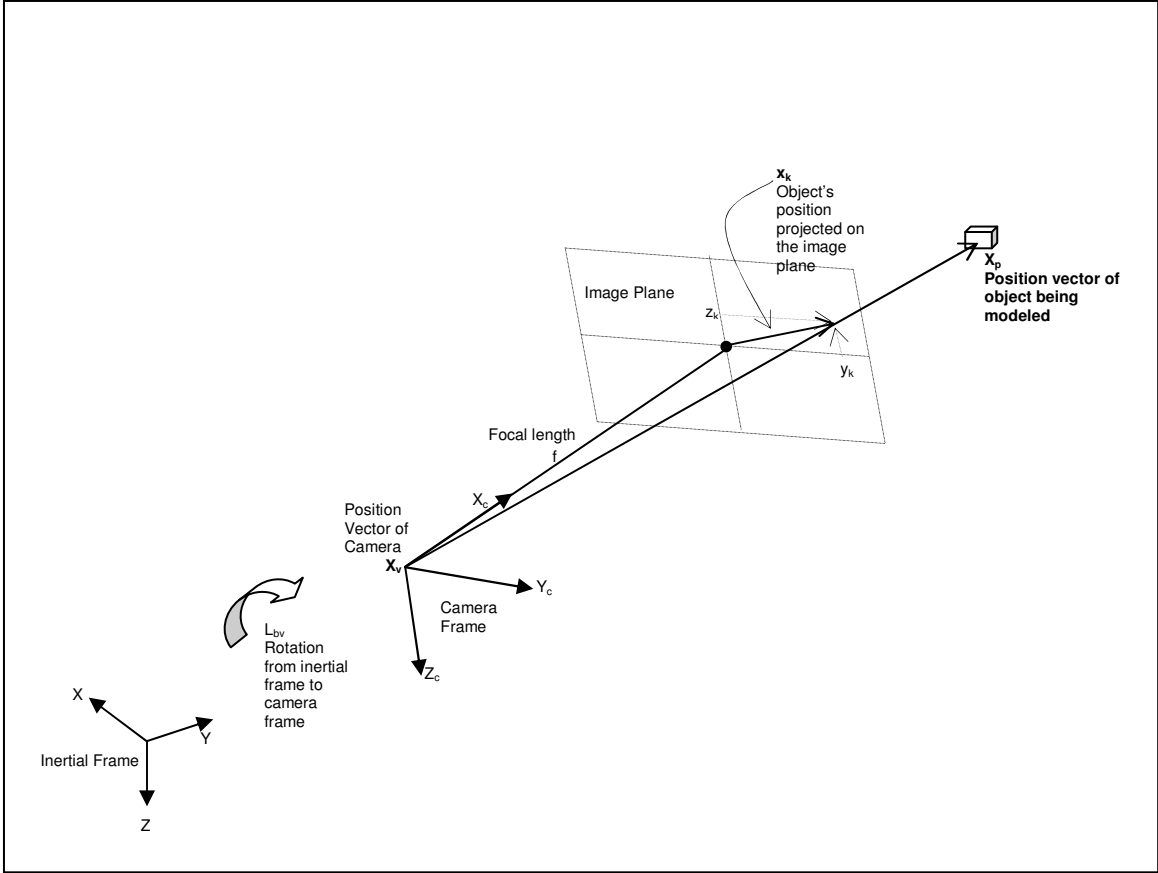 x_k
Object's
position
projected on
the image
plane
X_p
Position vector of
object being
modeled
Image Plane
z_k
y_k
Focal length
f
X_c
Position
Vector of
Camera
X_v
Y_c
Camera
Frame
Z_c
L_bv
Rotation
from inertial
frame to
camera
frame
X
Y
Inertial Frame
Z